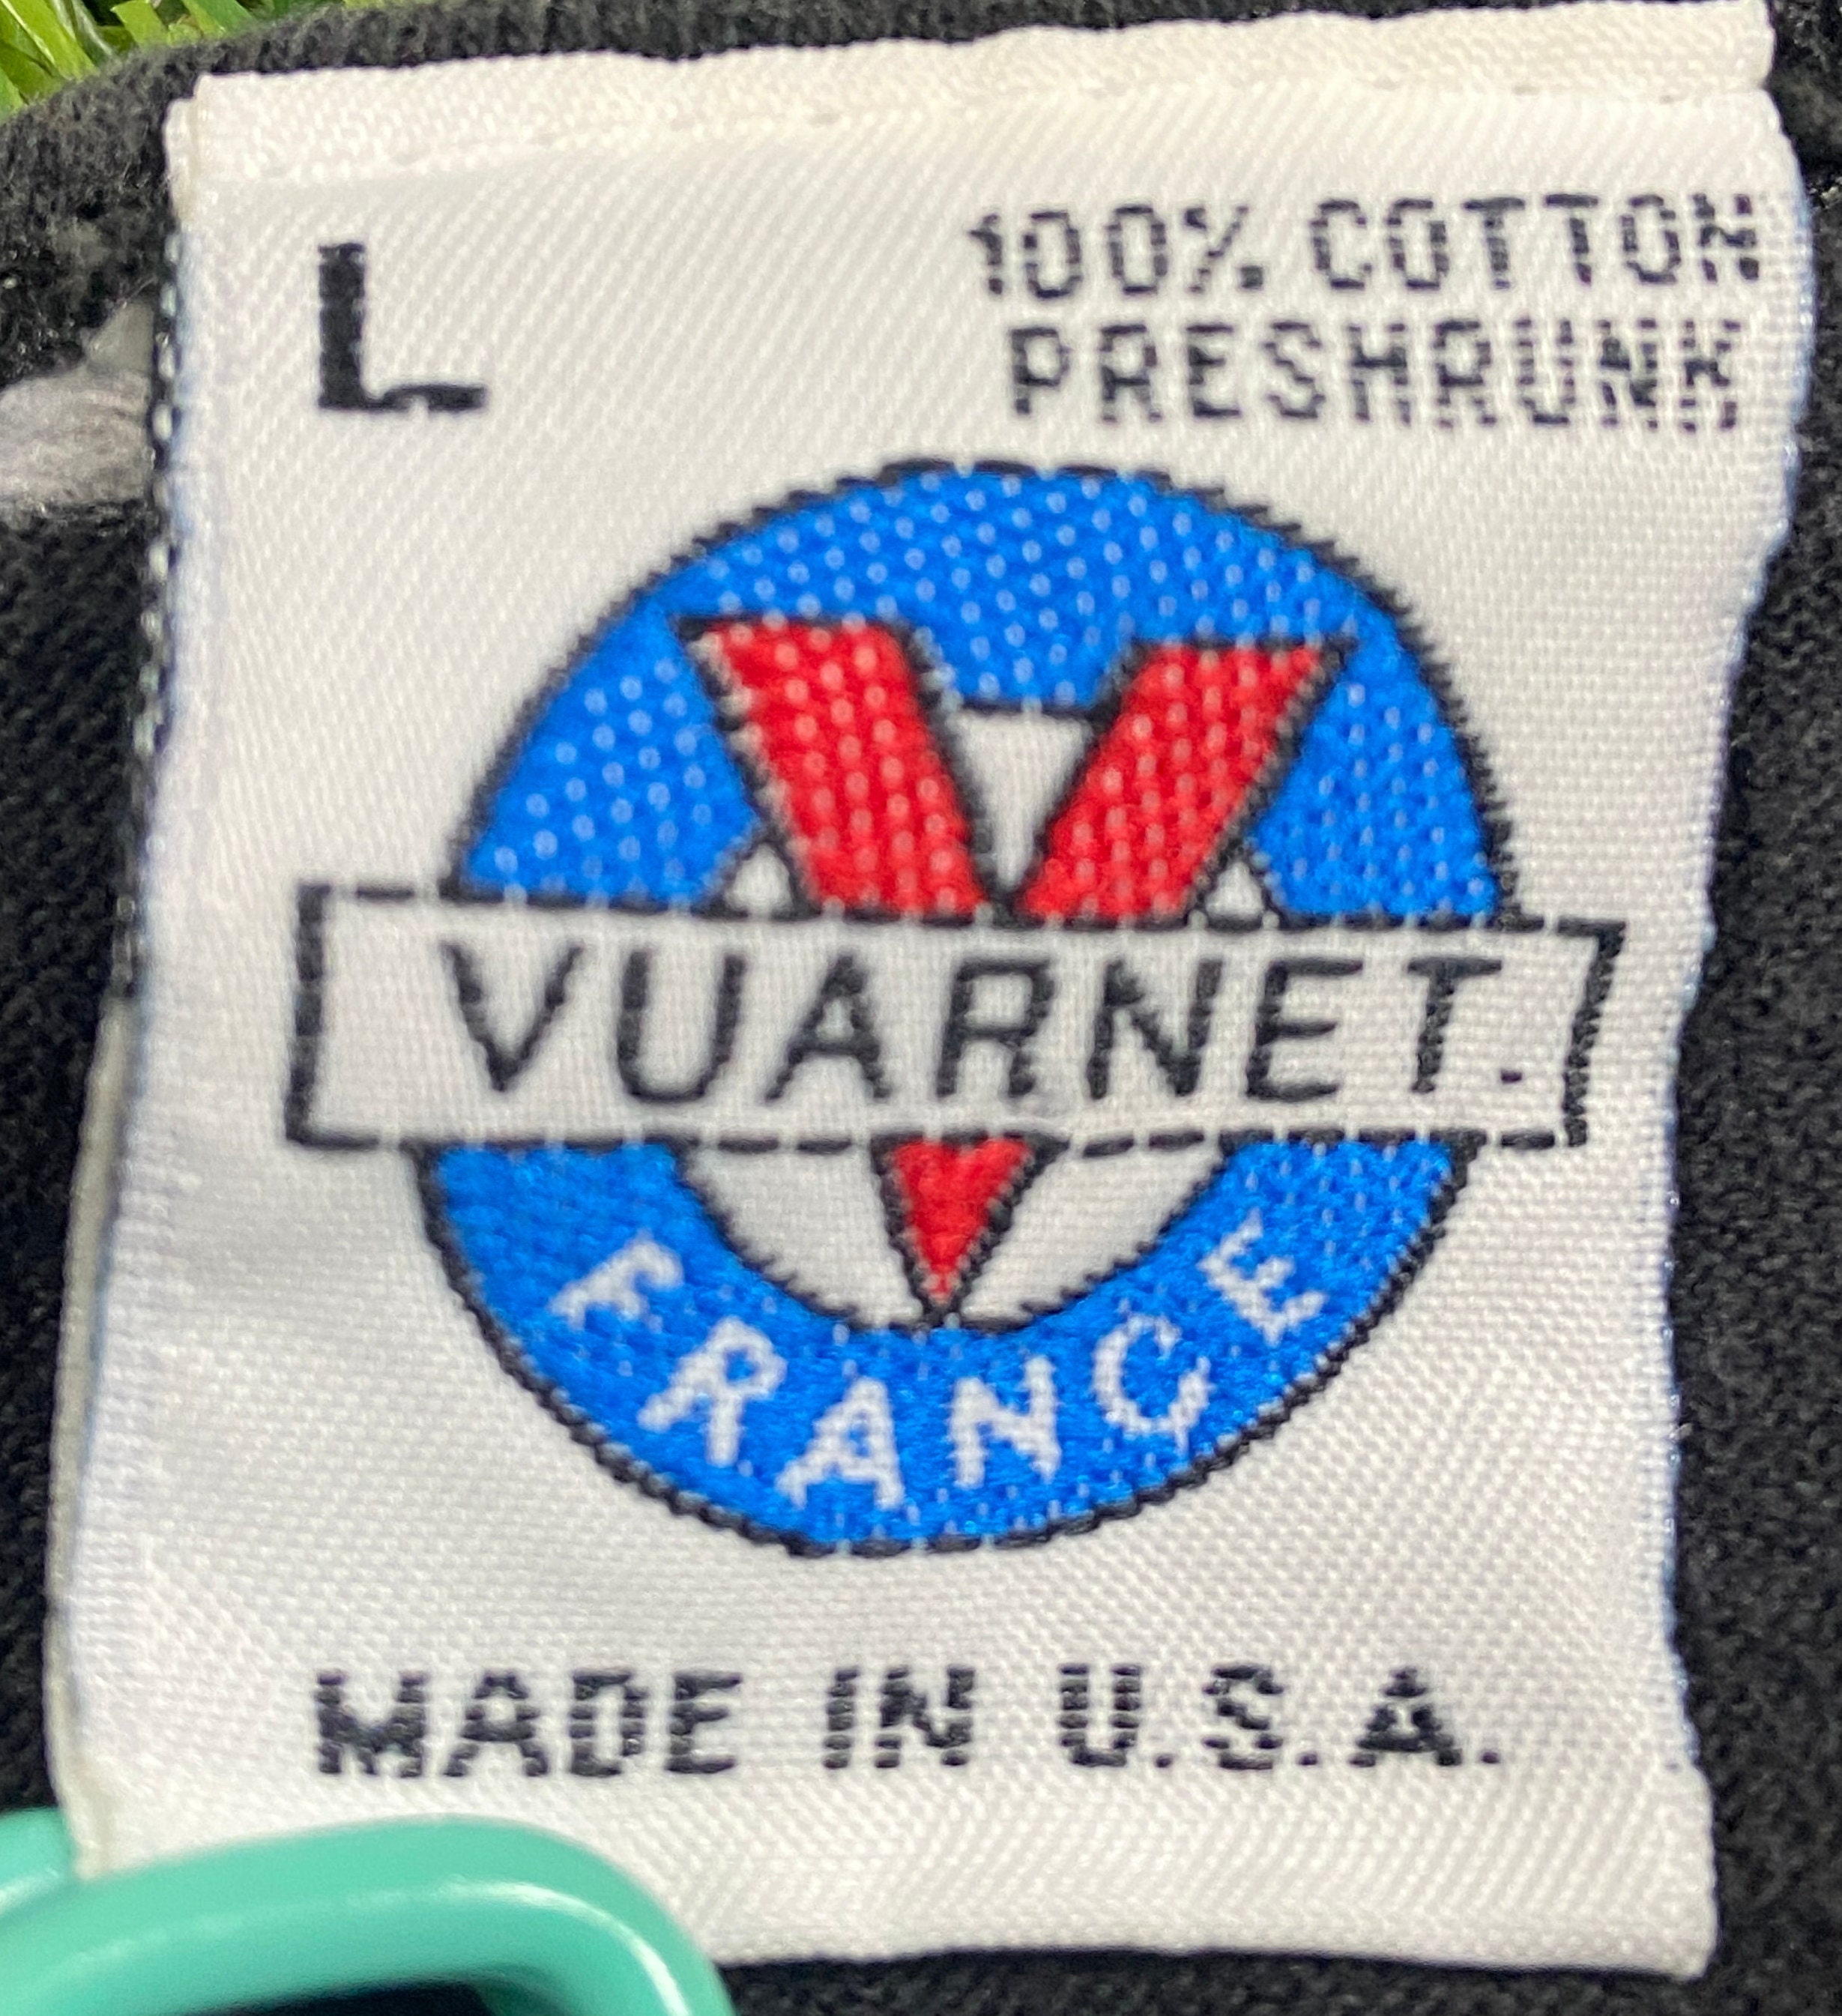 L
100% COTTON
PRESHRUNK
VUARNET.
FRANCE
MADE IN U.S.A.